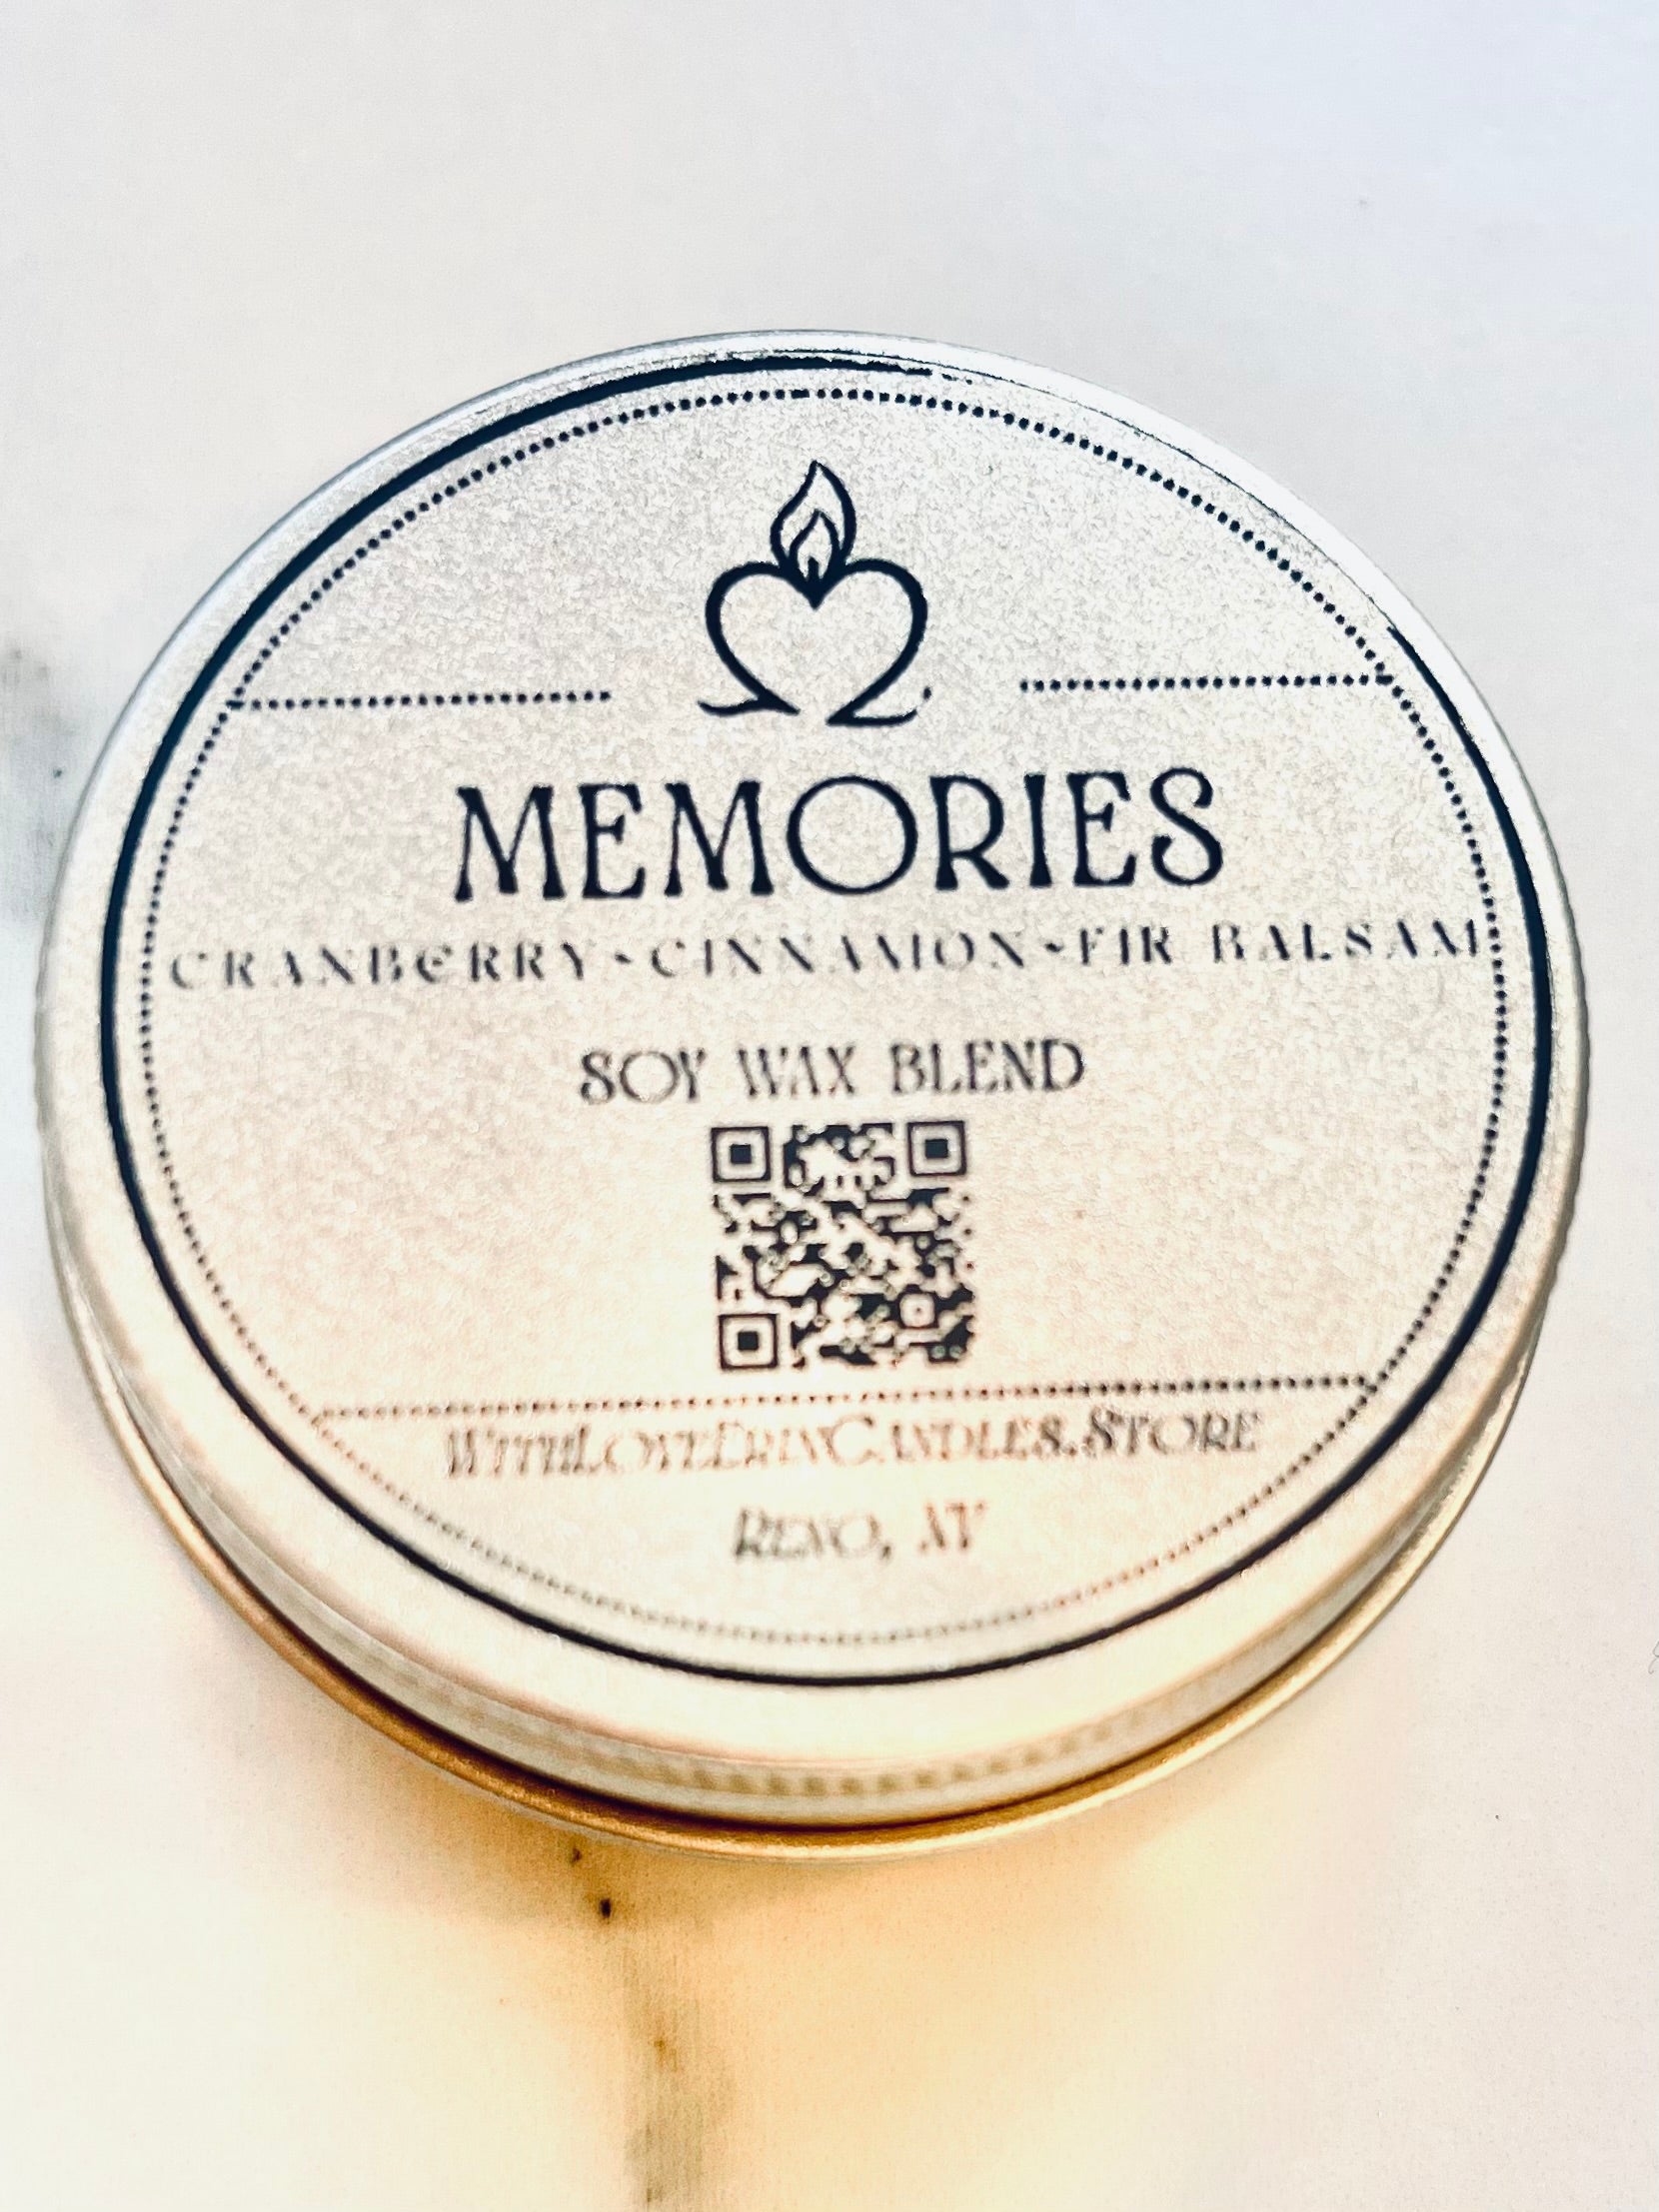 MEMORIES
CRANBERRY~CINNAMON~FIR BALSAM
SOY WAX BLEND
WITHLOVEERINCANDLES.STORE
RENO, NV